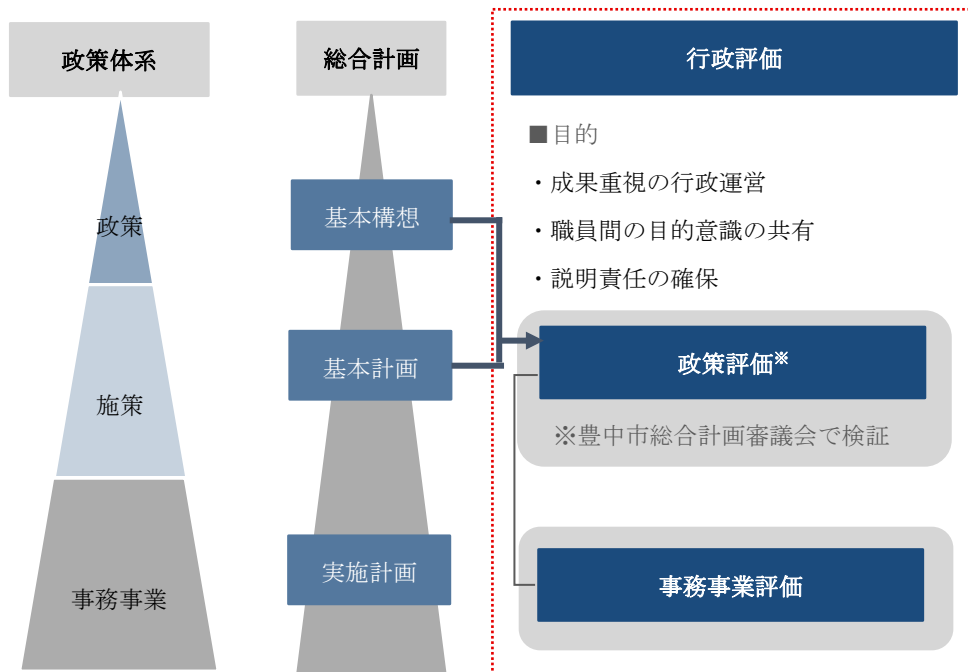 政策体系
政策
施策
事務事業
総合計画
基本構想
基本計画
実施計画
行政評価
■目的
・成果重視の行政運営
・職員間の目的意識の共有
・説明責任の確保
政策評価※
※豊中市総合計画審議会で検証
事務事業評価